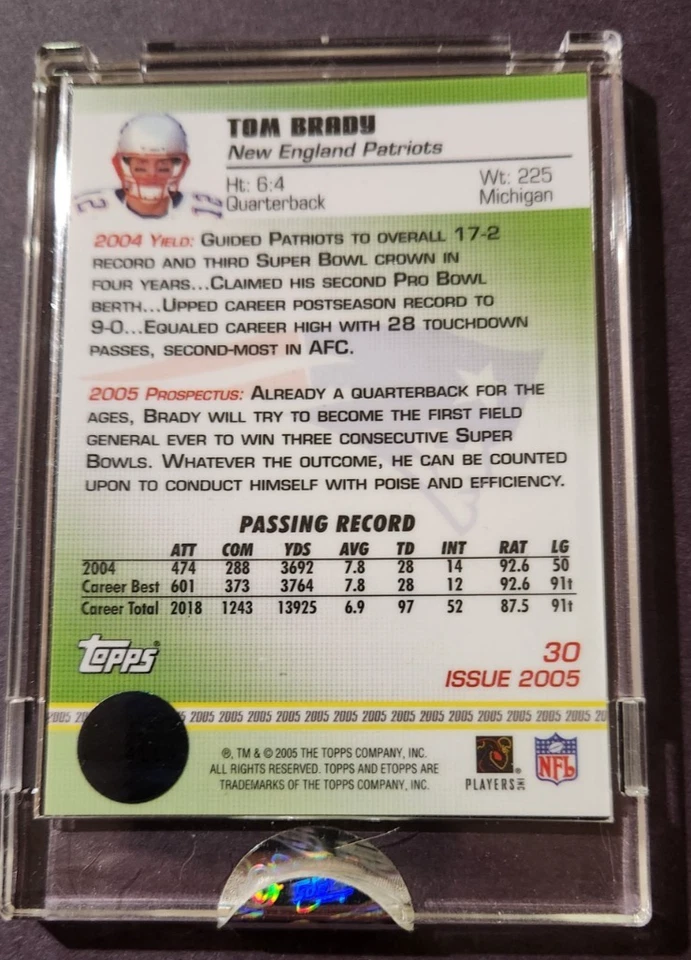 TOM BRADY
New England Patriots
Ht: 6:4 Wt: 225
Quarterback Michigan
12 12
2004 YIELD: GUIDED PATRIOTS TO OVERALL 17-2
RECORD AND THIRD SUPER BOWL CROWN IN
FOUR YEARS...CLAIMED HIS SECOND PRO BOWL
BERTH...UPPED CAREER POSTSEASON RECORD TO
9-0...EQUALED CAREER HIGH WITH 28 TOUCHDOWN
PASSES, SECOND-MOST IN AFC.
2005 PROSPECTUS: ALREADY A QUARTERBACK FOR THE
AGES, BRADY WILL TRY TO BECOME THE FIRST FIELD
GENERAL EVER TO WIN THREE CONSECUTIVE SUPER
BOWLS. WHATEVER THE OUTCOME, HE CAN BE COUNTED
UPON TO CONDUCT HIMSELF WITH POISE AND EFFICIENCY.
PASSING RECORD
ATT COM YDS AVG TD INT RAT LG
2004 474 288 3692 7.8 28 14 92.6 50
Career Best 601 373 3764 7.8 28 12 92.6 91t
Career Total 2018 1243 13925 6.9 97 52 87.5 91t
topps®
30
ISSUE 2005
2005 20 5 2005 2005 2005 2005 2005 2005 2005 2005 2005 2005 2005 2005 2005 2005 20
®, TM & © 2005 THE TOPPS COMPANY, INC.
ALL RIGHTS RESERVED. TOPPS AND ETOPPS ARE
TRADEMARKS OF THE TOPPS COMPANY, INC.
PLAYERS INC
NFL